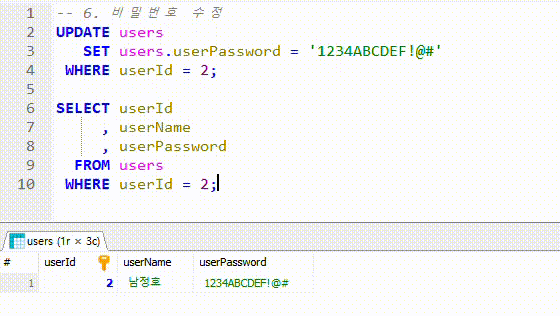 1 -- 6. 비밀번호 수정
2 UPDATE users
3 SET users.userPassword = '1234ABCDEF!@#'
4 WHERE userId = 2;
5
6 SELECT userId
7 , userName
8 , userPassword
9 FROM users
10 WHERE userId = 2;
users (1r × 3c)
# userId userName userPassword
1 2 남정호 1234ABCDEF!@#